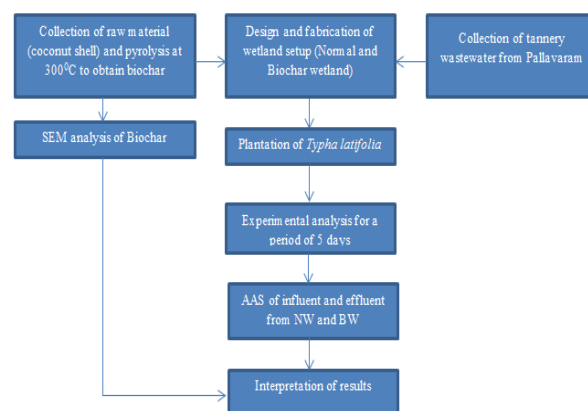 Collection of raw material
(coconut shell) and pyrolysis at
300⁰C to obtain biochar
Design and fabrication of
wetland setup (Normal and
Biochar wetland)
Collection of tannery
wastewater from Pallavaram
SEM analysis of Biochar
Plantation of Typha latifolia
Experimental analysis for a
period of 5 days
AAS of influent and effluent
from NW and BW
Interpretation of results